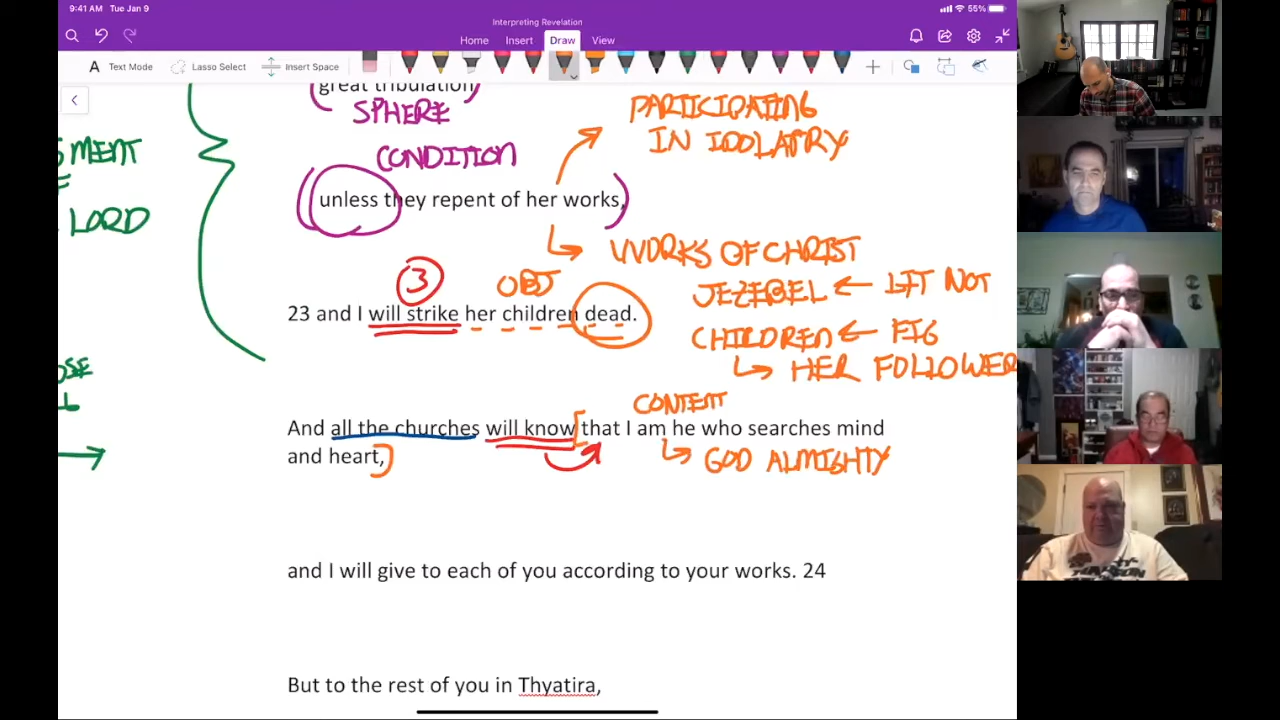 9:41 AM Tue Jan 9
55%
Interpreting Revelation
Home Insert Draw View
A Text Mode Lasso Select Insert Space
great tribulation
SPHERE
PARTICIPATING
IN IDOLATRY
CONDITION
SMENT
LORD
unless they repent of her works,
WORKS OF CHRIST
3
OBJ
JEZEBEL ← LIT NOT
23 and I will strike her children dead.
CHILDREN ← FIG
HER FOLLOWER
CONTENT
And all the churches will know [that I am he who searches mind
and heart,]
GOD ALMIGHTY
and I will give to each of you according to your works. 24
But to the rest of you in Thyatira,